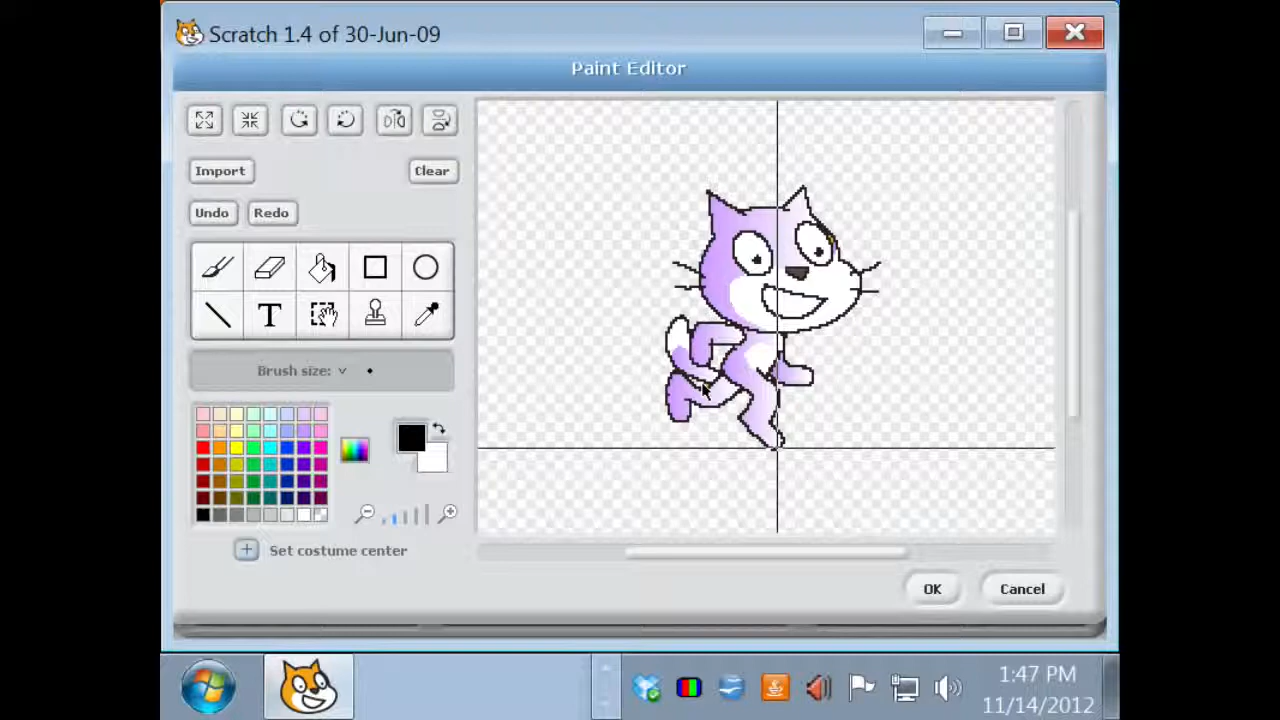 Scratch 1.4 of 30-Jun-09
Paint Editor
Import
Clear
Undo
Redo
T
Brush size:
Set costume center
OK
Cancel
1:47 PM
11/14/2012